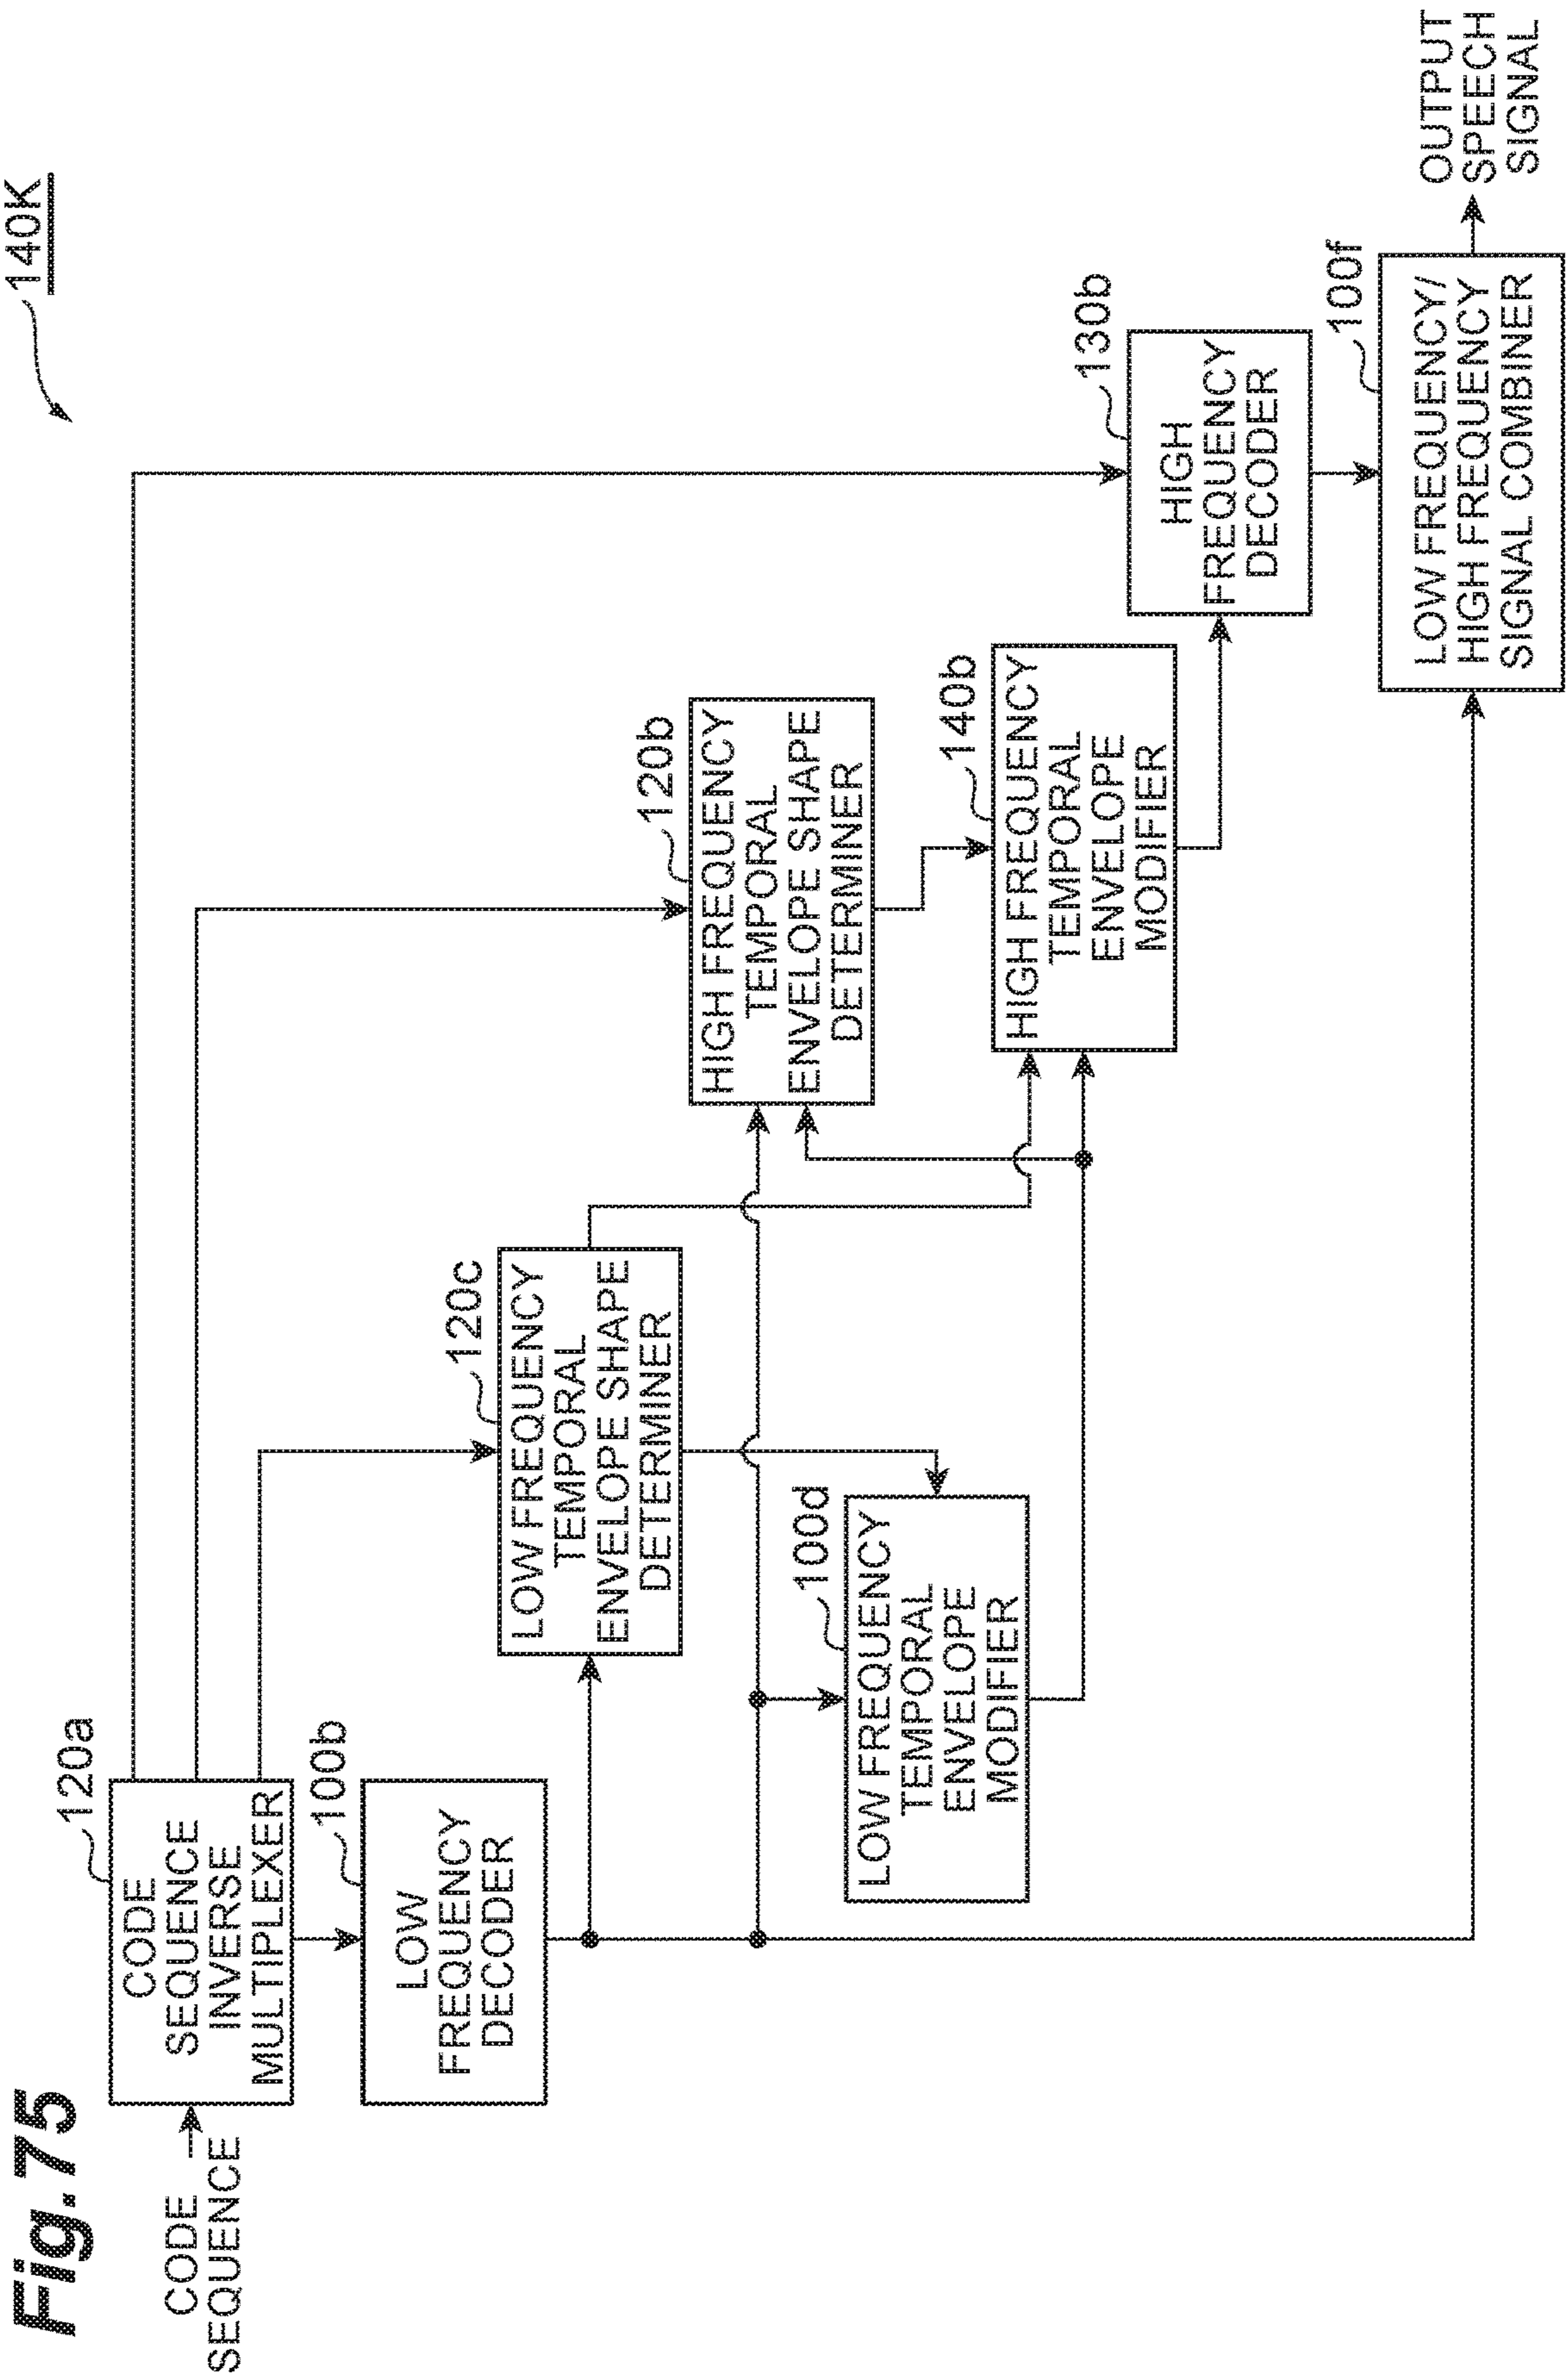 Fig.75
140K
CODE
SEQUENCE
120a
CODE
SEQUENCE
INVERSE
MULTIPLEXER
100b
LOW
FREQUENCY
DECODER
120c
LOW FREQUENCY
TEMPORAL
ENVELOPE SHAPE
DETERMINER
100d
LOW FREQUENCY
TEMPORAL
ENVELOPE
MODIFIER
120b
HIGH FREQUENCY
TEMPORAL
ENVELOPE SHAPE
DETERMINER
140b
HIGH FREQUENCY
TEMPORAL
ENVELOPE
MODIFIER
130b
HIGH
FREQUENCY
DECODER
100f
LOW FREQUENCY/
HIGH FREQUENCY
SIGNAL COMBINER
OUTPUT
SPEECH
SIGNAL